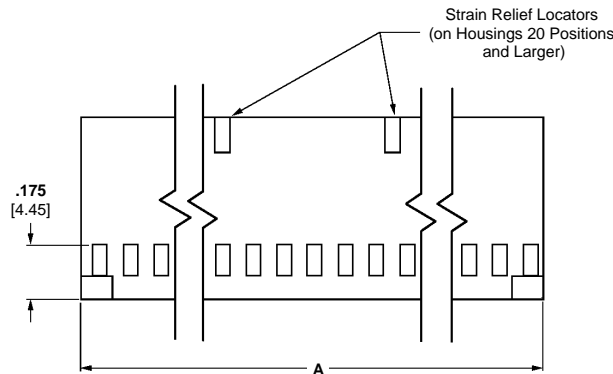 Strain Relief Locators
(on Housings 20 Positions
and Larger)
.175
[4.45]
A